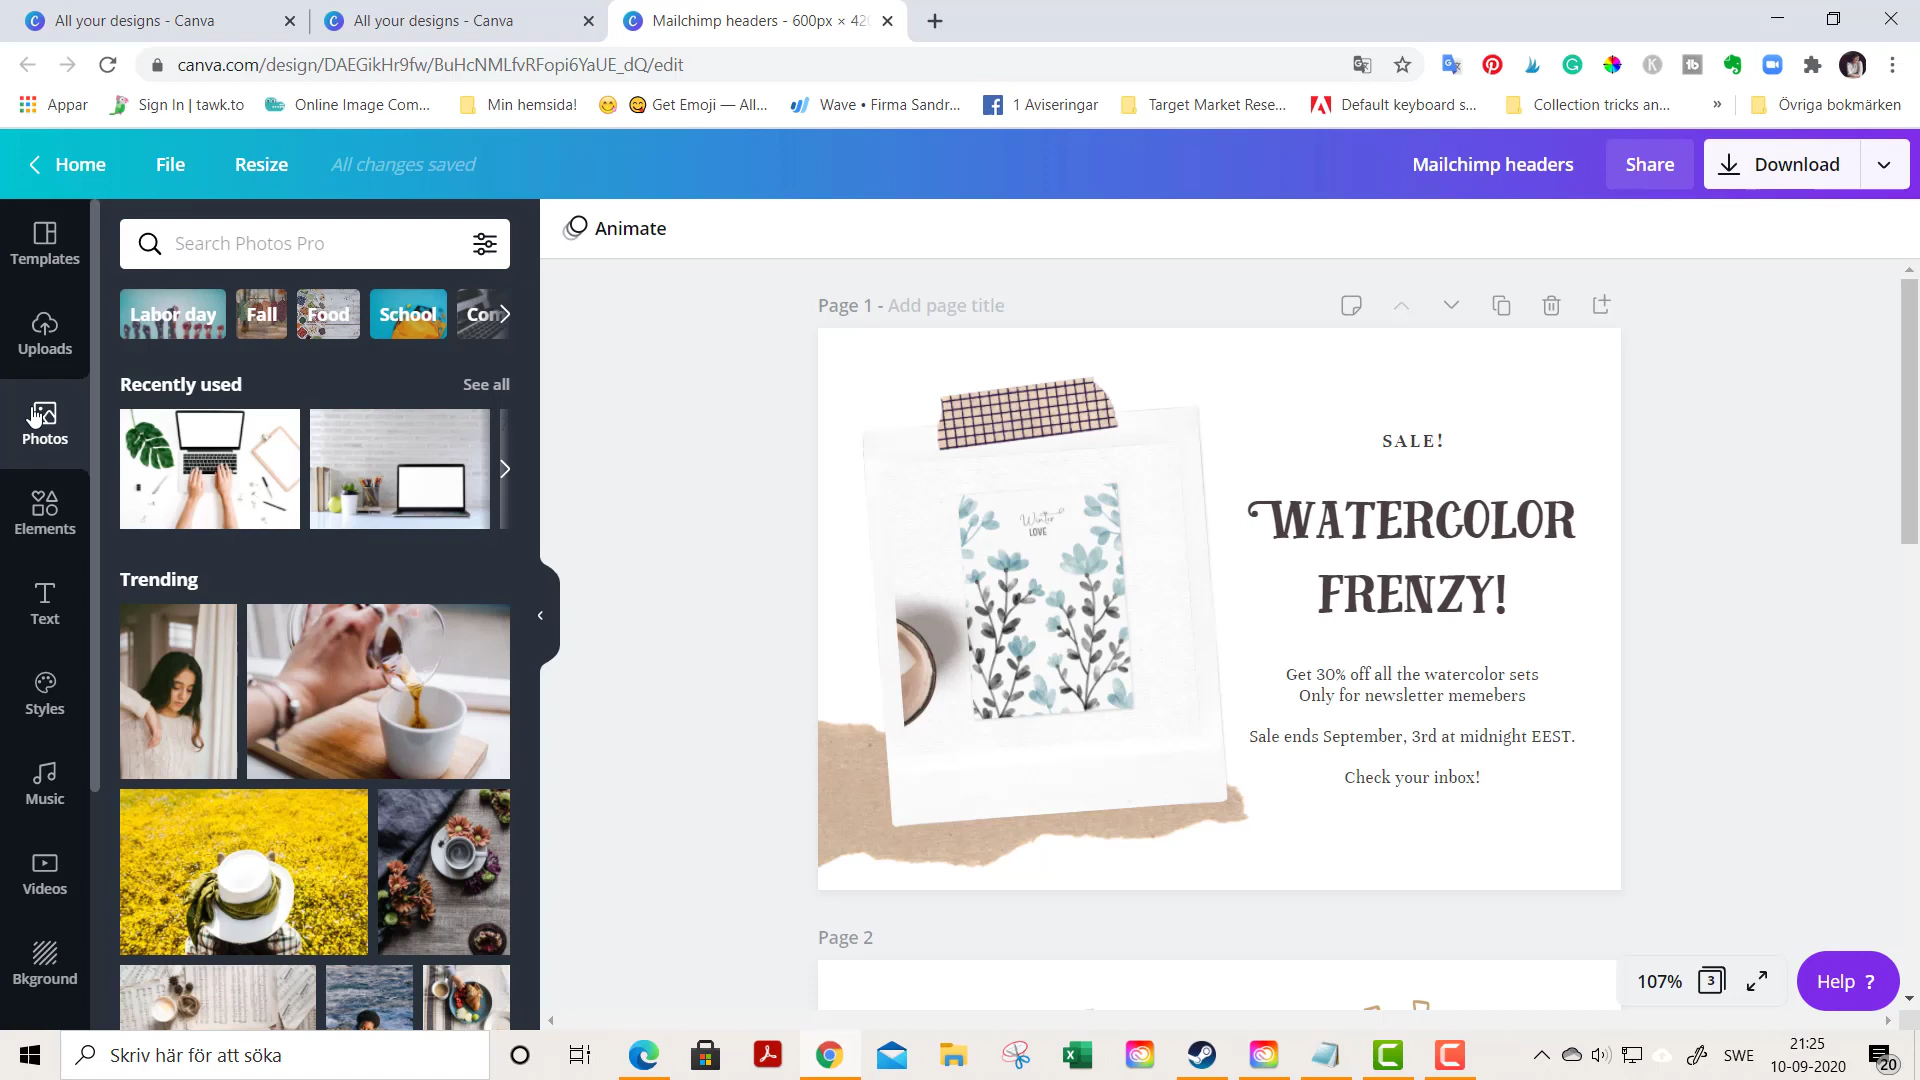 All your designs - Canva
All your designs - Canva
Mailchimp headers - 600px × 420
canva.com/design/DAEGikHr9fw/BuHcNMLfvRFopi6YaUE_dQ/edit
Appar
Sign In | tawk.to
Online Image Com...
Min hemsida!
Get Emoji — All...
Wave • Firma Sandr...
1 Aviseringar
Target Market Rese...
Default keyboard s...
Collection tricks an...
»
Övriga bokmärken
Home
File
Resize
All changes saved
Mailchimp headers
Share
Download
Templates
Uploads
Photos
Elements
Text
Styles
Music
Videos
Bkground
Search Photos Pro
Labor day
Fall
Food
School
Con
Recently used
See all
Trending
Animate
Page 1 - Add page title
Winter
LOVE
SALE!
WATERCOLOR
FRENZY!
Get 30% off all the watercolor sets
Only for newsletter memebers
Sale ends September, 3rd at midnight EEST.
Check your inbox!
Page 2
107%
3
Help ?
Skriv här för att söka
SWE
21:25
10-09-2020
20